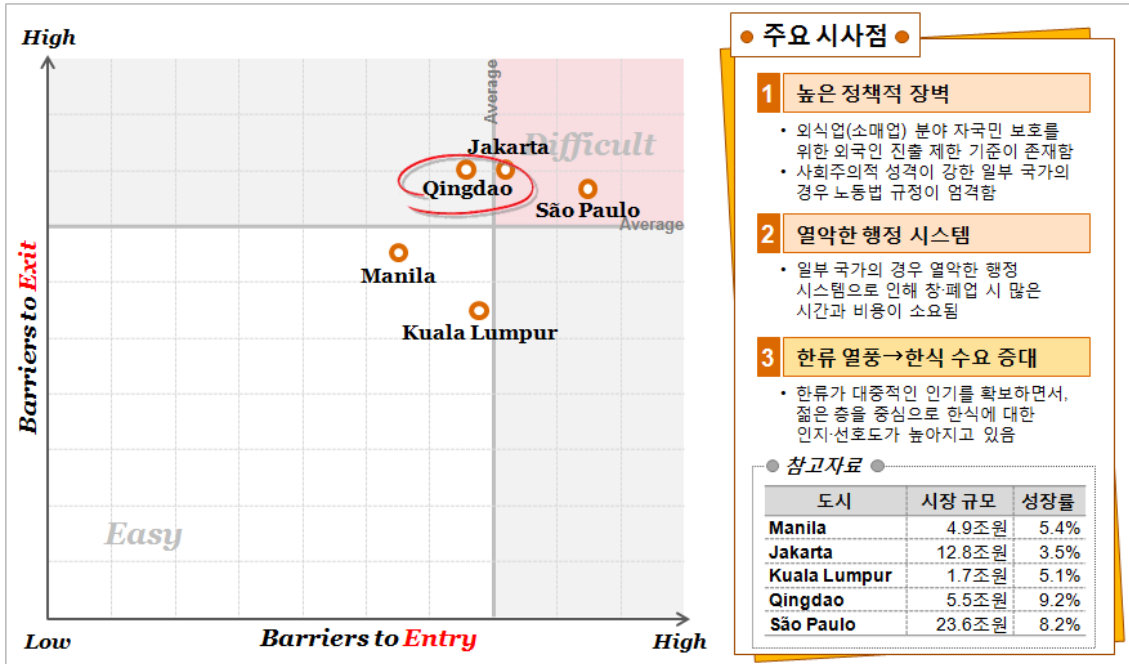 High
Average
Difficult
Jakarta
Qingdao
São Paulo
Average
Manila
Kuala Lumpur
Barriers to Exit
Easy
Low
Barriers to Entry
High
주요 시사점
1 높은 정책적 장벽
• 외식업(소매업) 분야 자국민 보호를
위한 외국인 진출 제한 기준이 존재함
• 사회주의적 성격이 강한 일부 국가의
경우 노동법 규정이 엄격함
2 열악한 행정 시스템
• 일부 국가의 경우 열악한 행정
시스템으로 인해 창·폐업 시 많은
시간과 비용이 소요됨
3 한류 열풍→한식 수요 증대
• 한류가 대중적인 인기를 확보하면서,
젊은 층을 중심으로 한식에 대한
인지·선호도가 높아지고 있음
참고자료
도시 시장 규모 성장률
Manila 4.9조원 5.4%
Jakarta 12.8조원 3.5%
Kuala Lumpur 1.7조원 5.1%
Qingdao 5.5조원 9.2%
São Paulo 23.6조원 8.2%